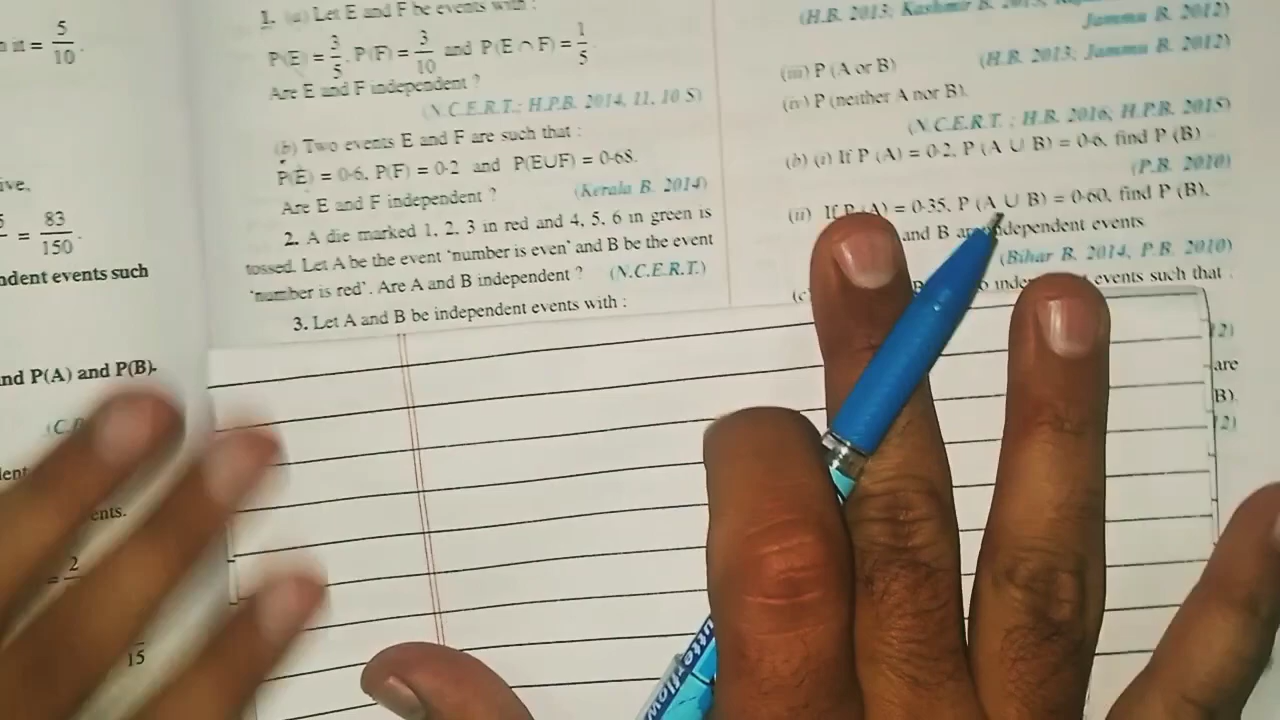 n it = 5/10.
ive,
5/ = 83/150.
ndent events such
nd P(A) and P(B).
(C.B
lent
ents.
= 2
15
1. (a) Let E and F be events with :
P(E) = 3/5, P(F) = 3/10 and P(E ∩ F) = 1/5.
Are E and F independent ?
(N.C.E.R.T.; H.P.B. 2014, 11, 10 S)
(b) Two events E and F are such that :
P(E) = 0·6, P(F) = 0·2 and P(E∪F) = 0·68.
Are E and F independent ? (Kerala B. 2014)
2. A die marked 1, 2, 3 in red and 4, 5, 6 in green is
tossed. Let A be the event 'number is even' and B be the event
'number is red'. Are A and B independent ? (N.C.E.R.T.)
3. Let A and B be independent events with :
(H.B. 2013; Kashmir B.
Jammu B. 2012)
(iii) P (A or B) (H.B. 2013; Jammu B. 2012)
(iv) P (neither A nor B).
(N.C.E.R.T. ; H.B. 2016; H.P.B. 2015)
(b) (i) If P (A) = 0·2, P (A ∪ B) = 0·6, find P (B)
(P.B. 2010)
(ii) If P (A) = 0·35, P (A ∪ B) = 0·60, find P (B),
and B are independent events
(Bihar B. 2014, P.B. 2010)
(c events such that :
2)
are
B).
2)
utterflow